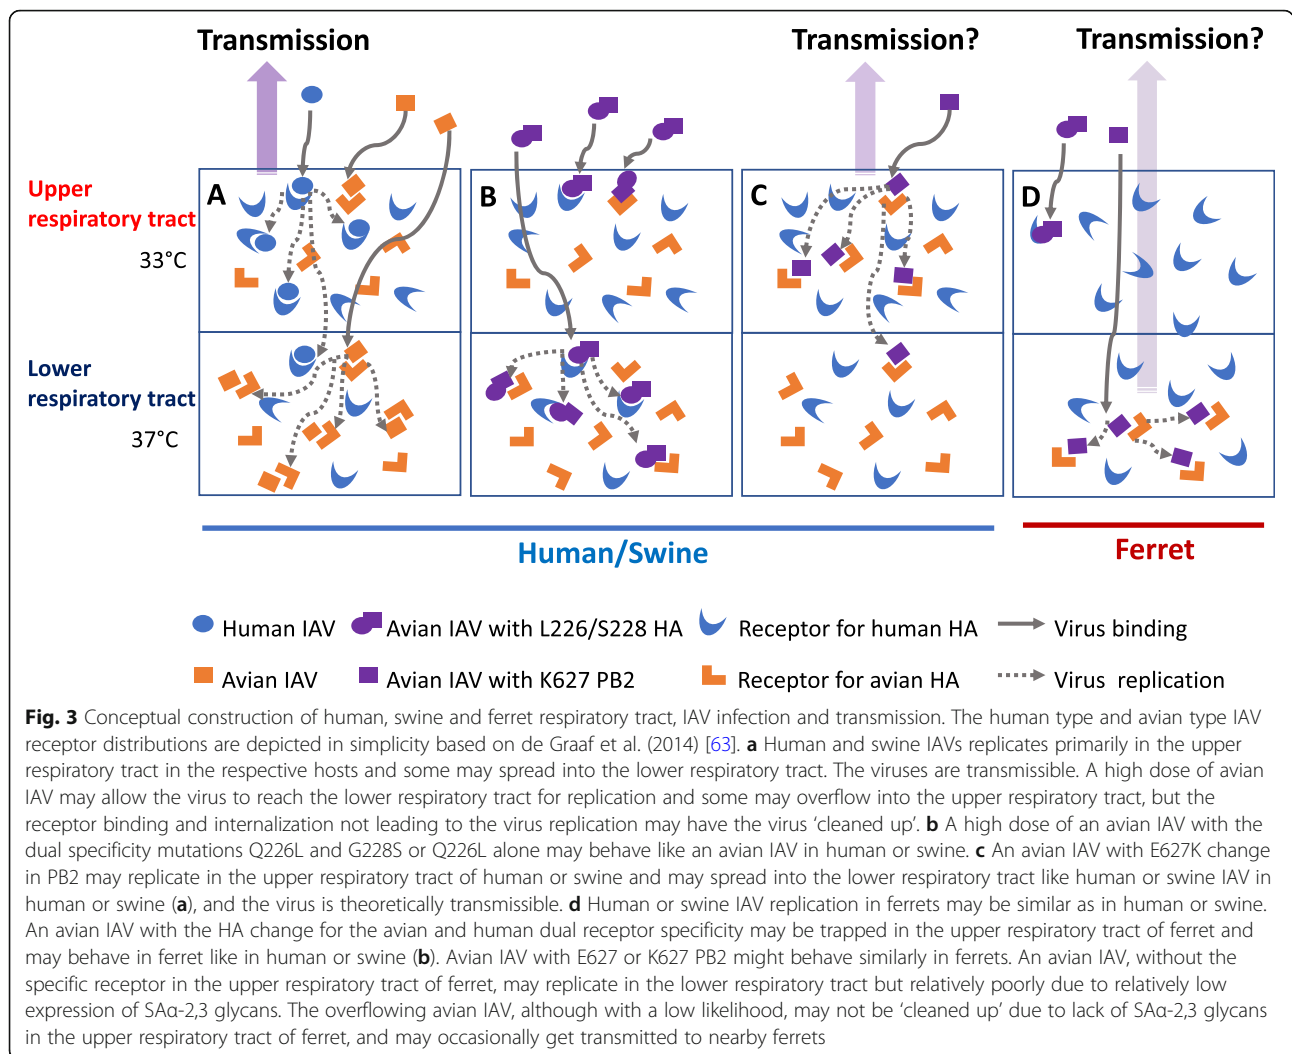 Transmission
Transmission?
Transmission?
Upper
respiratory tract
33°C
A
B
C
D
Lower
respiratory tract
37°C
Human/Swine
Ferret
Human IAV
Avian IAV with L226/S228 HA
Receptor for human HA
Virus binding
Avian IAV
Avian IAV with K627 PB2
Receptor for avian HA
Virus replication
Fig. 3 Conceptual construction of human, swine and ferret respiratory tract, IAV infection and transmission. The human type and avian type IAV
receptor distributions are depicted in simplicity based on de Graaf et al. (2014) [63]. a Human and swine IAVs replicates primarily in the upper
respiratory tract in the respective hosts and some may spread into the lower respiratory tract. The viruses are transmissible. A high dose of avian
IAV may allow the virus to reach the lower respiratory tract for replication and some may overflow into the upper respiratory tract, but the
receptor binding and internalization not leading to the virus replication may have the virus ‘cleaned up’. b A high dose of an avian IAV with the
dual specificity mutations Q226L and G228S or Q226L alone may behave like an avian IAV in human or swine. c An avian IAV with E627K change
in PB2 may replicate in the upper respiratory tract of human or swine and may spread into the lower respiratory tract like human or swine IAV in
human or swine (a), and the virus is theoretically transmissible. d Human or swine IAV replication in ferrets may be similar as in human or swine.
An avian IAV with the HA change for the avian and human dual receptor specificity may be trapped in the upper respiratory tract of ferret and
may behave in ferret like in human or swine (b). Avian IAV with E627 or K627 PB2 might behave similarly in ferrets. An avian IAV, without the
specific receptor in the upper respiratory tract of ferret, may replicate in the lower respiratory tract but relatively poorly due to relatively low
expression of SAα-2,3 glycans. The overflowing avian IAV, although with a low likelihood, may not be ‘cleaned up’ due to lack of SAα-2,3 glycans
in the upper respiratory tract of ferret, and may occasionally get transmitted to nearby ferrets